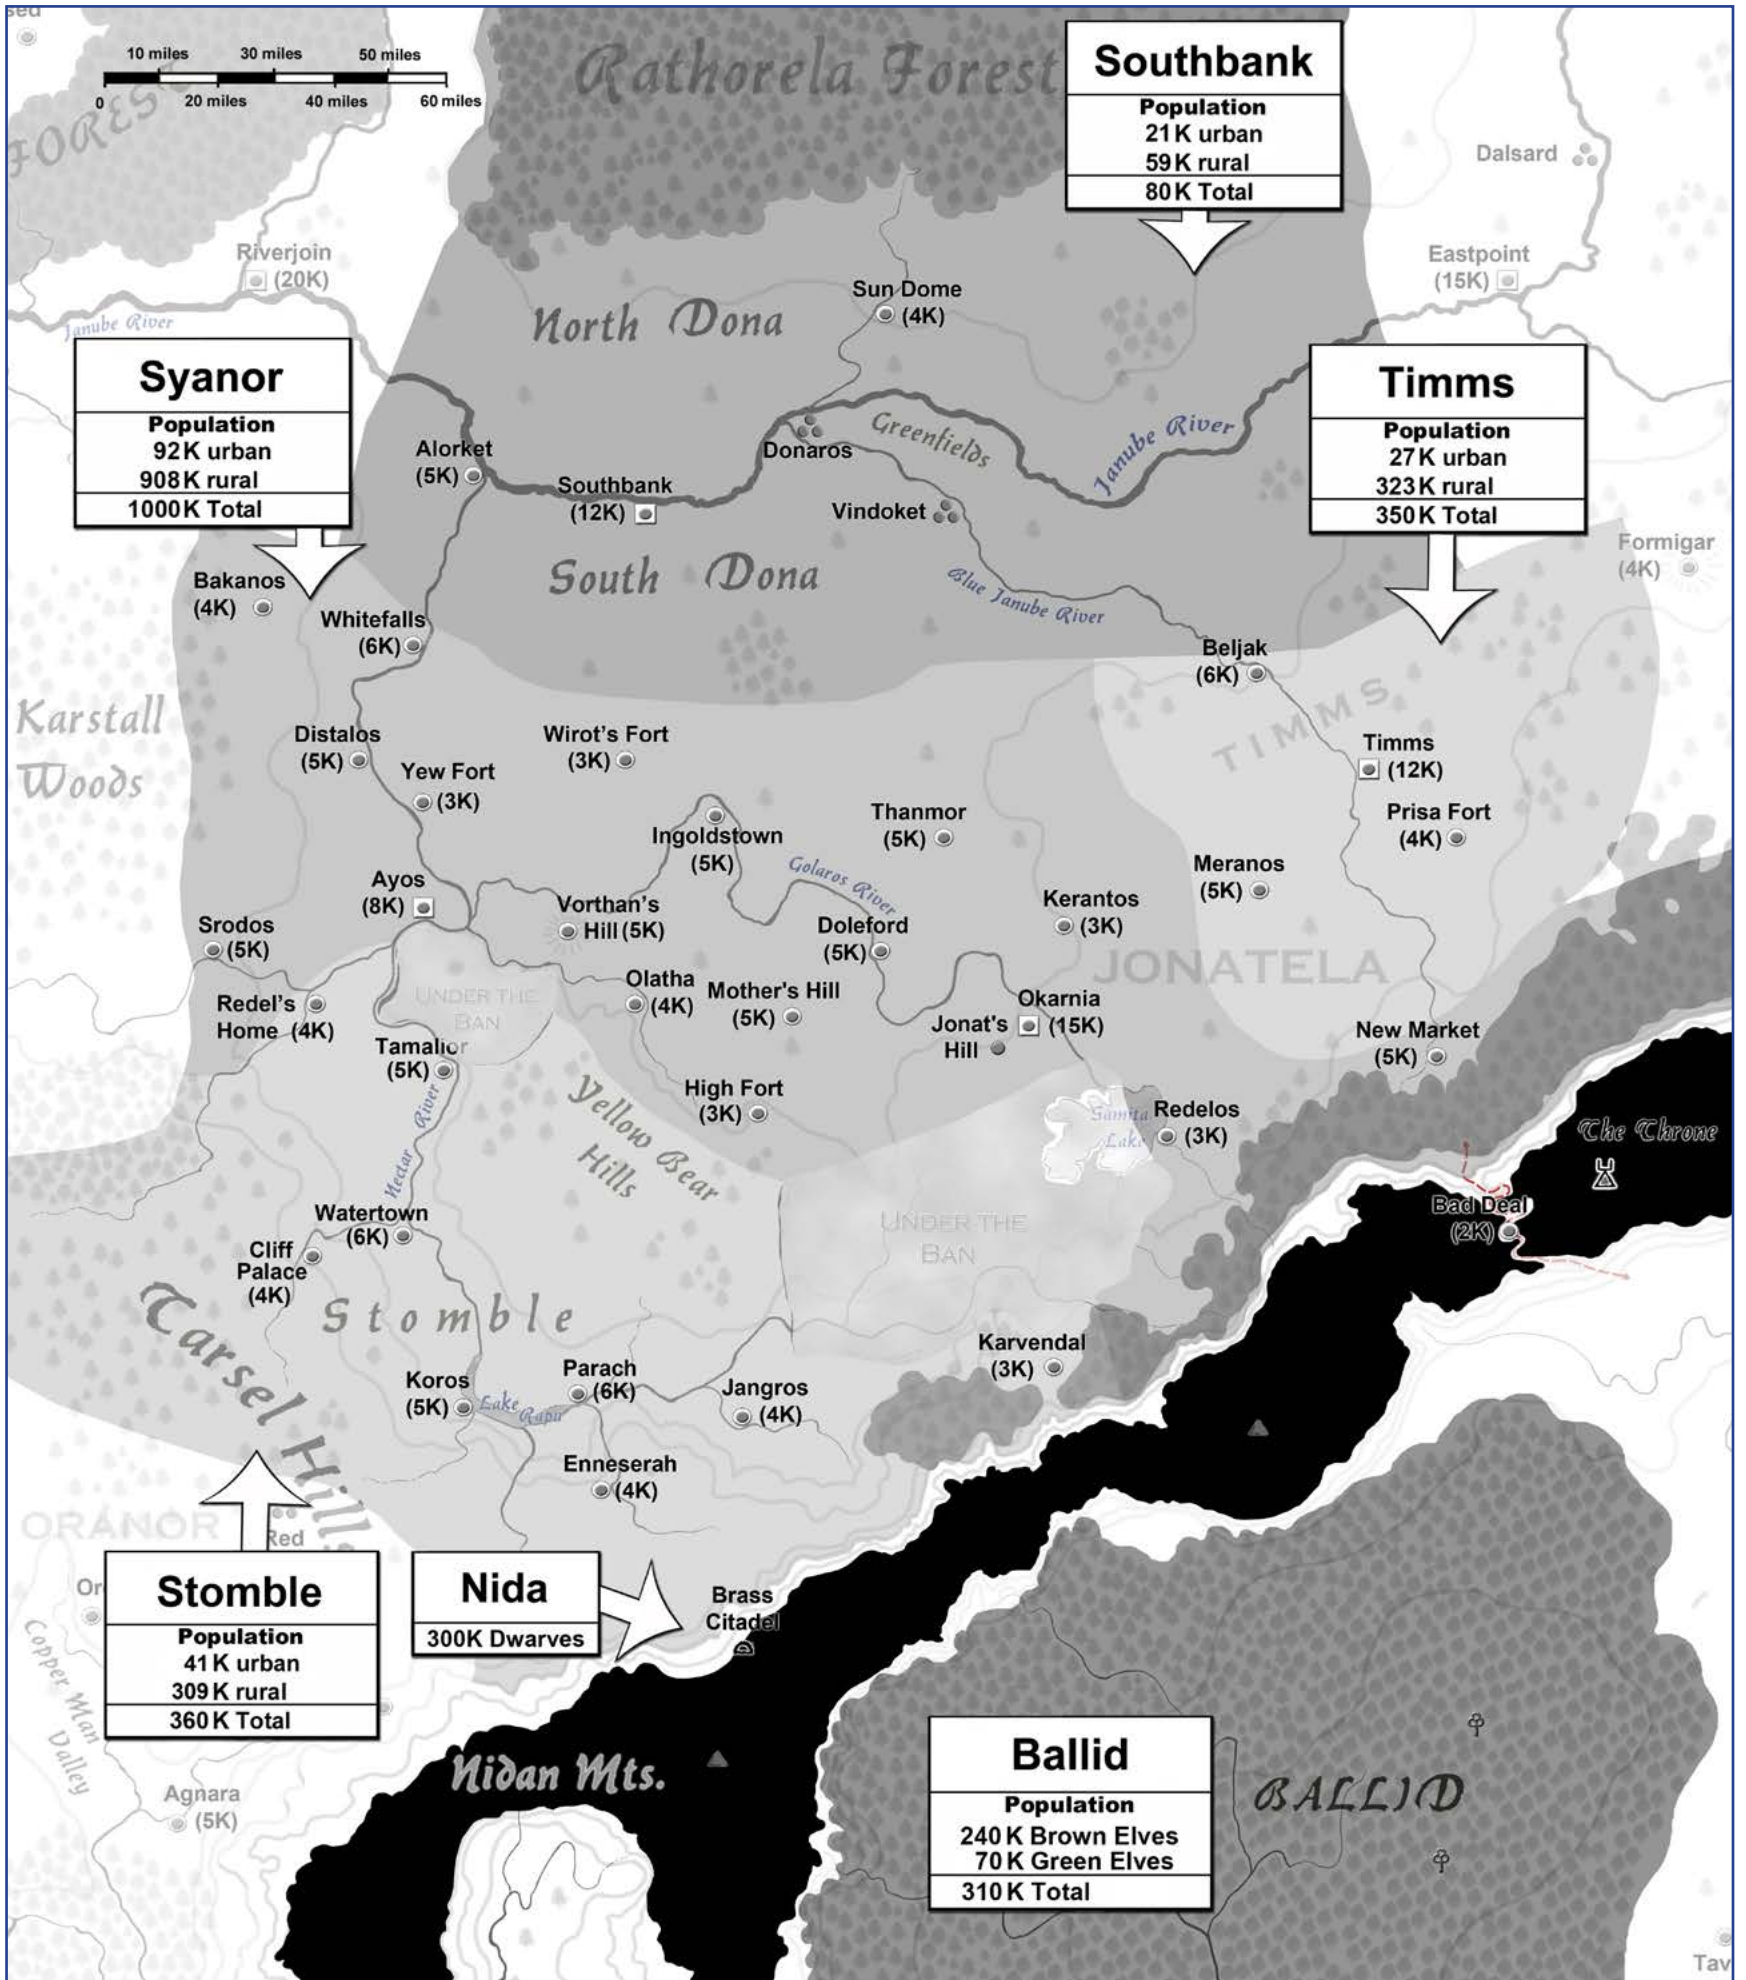 sed
10 miles 30 miles 50 miles
0 20 miles 40 miles 60 miles
FOREST
Rathorela Forest
Southbank
Population
21K urban
59K rural
80K Total
Dalsard
Riverjoin
(20K)
Eastpoint
(15K)
Janube River
North Dona
Sun Dome
(4K)
Syanor
Population
92K urban
908K rural
1000K Total
Timms
Population
27K urban
323K rural
350K Total
Alorket
(5K)
Southbank
(12K)
Donaros
Greenfields
Janube River
Vindoket
South Dona
Blue Janube River
Formigar
(4K)
Bakanos
(4K)
Whitefalls
(6K)
Beljak
(6K)
Karstall
Woods
TIMMS
Distalos
(5K)
Wirot's Fort
(3K)
Yew Fort
(3K)
Timms
(12K)
Prisa Fort
(4K)
Ingoldstown
(5K)
Thanmor
(5K)
Golaros River
Meranos
(5K)
Ayos
(8K)
Vorthan's
Hill (5K)
Doleford
(5K)
Kerantos
(3K)
Srodos
(5K)
JONATELA
Redel's
Home (4K)
UNDER THE
BAN
Olatha
(4K)
Mother's Hill
(5K)
Okarnia
(15K)
Jonat's
Hill
New Market
(5K)
Tamalior
(5K)
High Fort
(3K)
Yellow Bear
Hills
Nectar River
Samita
Lake
Redelos
(3K)
The Throne
Bad Deal
(2K)
Watertown
(6K)
UNDER THE
BAN
Cliff
Palace
(4K)
Stomble
Tarsel Hills
Karvendal
(3K)
Koros
(5K)
Lake Rapu
Parach
(6K)
Jangros
(4K)
Enneserah
(4K)
ORANOR
Red
Or
Stomble
Population
41K urban
309K rural
360K Total
Nida
300K Dwarves
Brass
Citadel
Copper Man
Valley
Agnara
(5K)
Nidan Mts.
Ballid
Population
240K Brown Elves
70K Green Elves
310K Total
BALLID
Tav